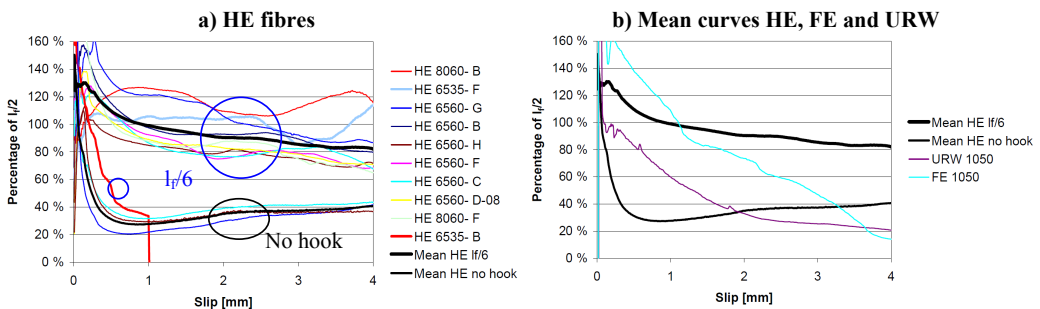 a) HE fibres
160 %
140 %
120 %
100 %
80 %
60 %
40 %
20 %
0 %
Percentage of lf/2
0 1 2 3 4
Slip [mm]
lf/6
No hook
HE 8060- B
HE 6535- F
HE 6560- G
HE 6560- B
HE 6560- H
HE 6560- F
HE 6560- C
HE 6560- D-08
HE 8060- F
HE 6535- B
Mean HE lf/6
Mean HE no hook
b) Mean curves HE, FE and URW
160 %
140 %
120 %
100 %
80 %
60 %
40 %
20 %
0 %
Percentage of lf/2
0 1 2 3 4
Slip [mm]
Mean HE lf/6
Mean HE no hook
URW 1050
FE 1050